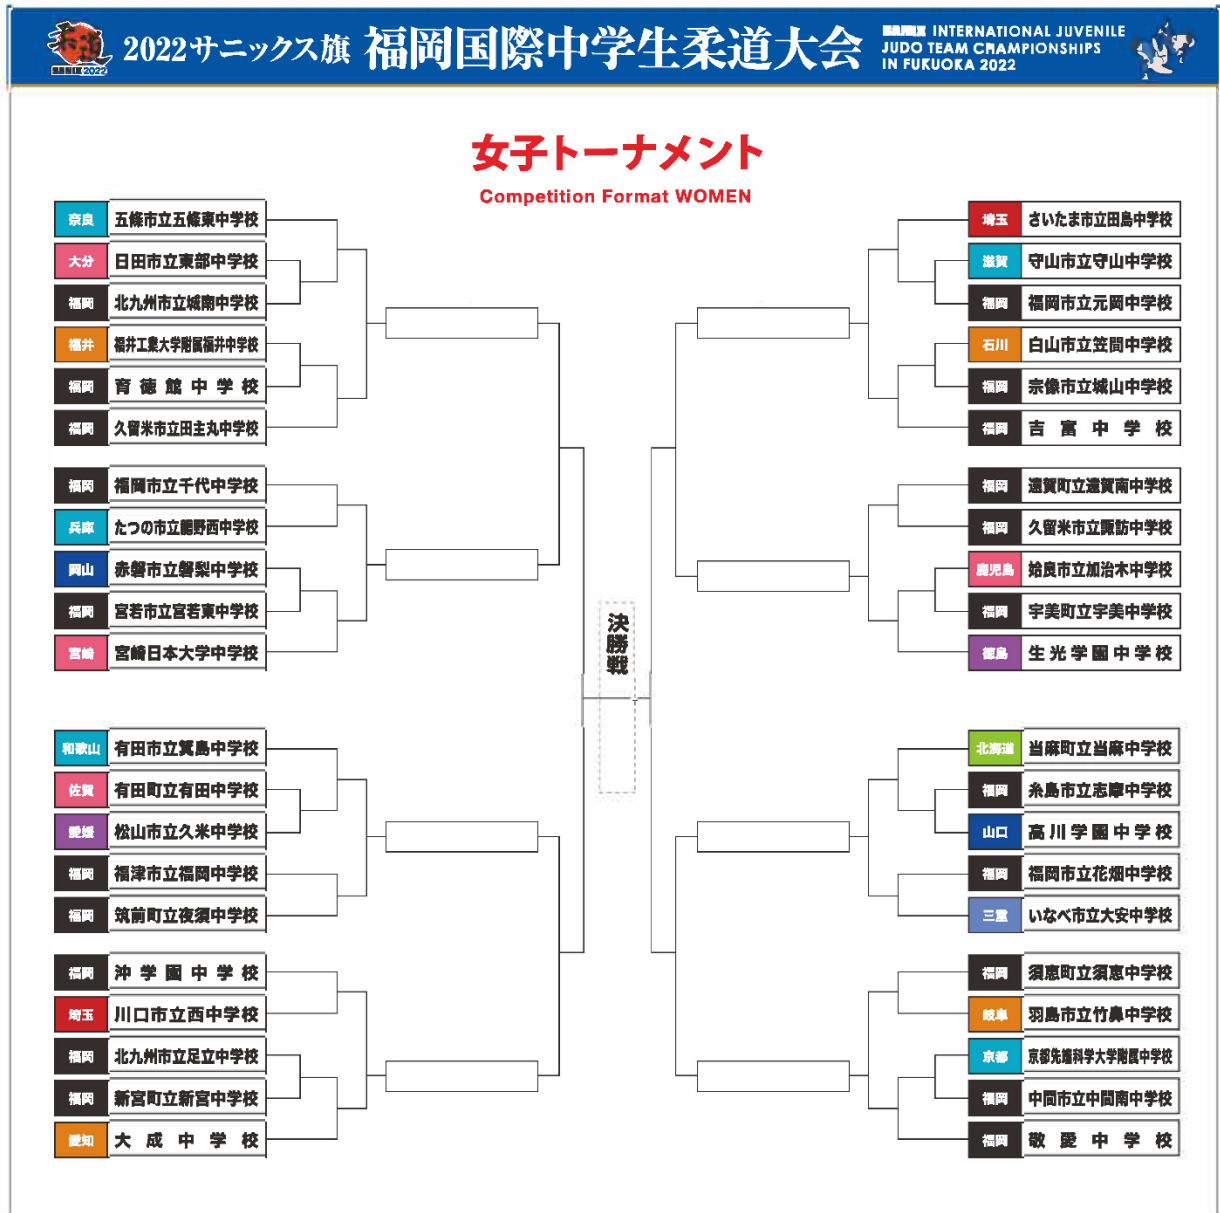 柔道
SANIX 2022
2022サニックス旗 福岡国際中学生柔道大会
SANIX INTERNATIONAL JUVENILE
JUDO TEAM CHAMPIONSHIPS
IN FUKUOKA 2022
女子トーナメント
Competition Format WOMEN
奈良 五條市立五條東中学校
大分 日田市立東部中学校
福岡 北九州市立城南中学校
福井 福井工業大学附属福井中学校
福岡 育徳館中学校
福岡 久留米市立田主丸中学校
福岡 福岡市立千代中学校
兵庫 たつの市立龍野西中学校
岡山 赤磐市立磐梨中学校
福岡 宮若市立宮若東中学校
宮崎 宮崎日本大学中学校
和歌山 有田市立箕島中学校
佐賀 有田町立有田中学校
愛媛 松山市立久米中学校
福岡 福津市立福岡中学校
福岡 筑前町立夜須中学校
福岡 沖学園中学校
埼玉 川口市立西中学校
福岡 北九州市立足立中学校
福岡 新宮町立新宮中学校
愛知 大成中学校
決勝戦
埼玉 さいたま市立田島中学校
滋賀 守山市立守山中学校
福岡 福岡市立元岡中学校
石川 白山市立笠間中学校
福岡 宗像市立城山中学校
福岡 吉富中学校
福岡 遠賀町立遠賀南中学校
福岡 久留米市立諏訪中学校
鹿児島 姶良市立加治木中学校
福岡 宇美町立宇美中学校
徳島 生光学園中学校
北海道 当麻町立当麻中学校
福岡 糸島市立志摩中学校
山口 高川学園中学校
福岡 福岡市立花畑中学校
三重 いなべ市立大安中学校
福岡 須恵町立須恵中学校
岐阜 羽島市立竹鼻中学校
京都 京都先端科学大学附属中学校
福岡 中間市立中間南中学校
福岡 敬愛中学校